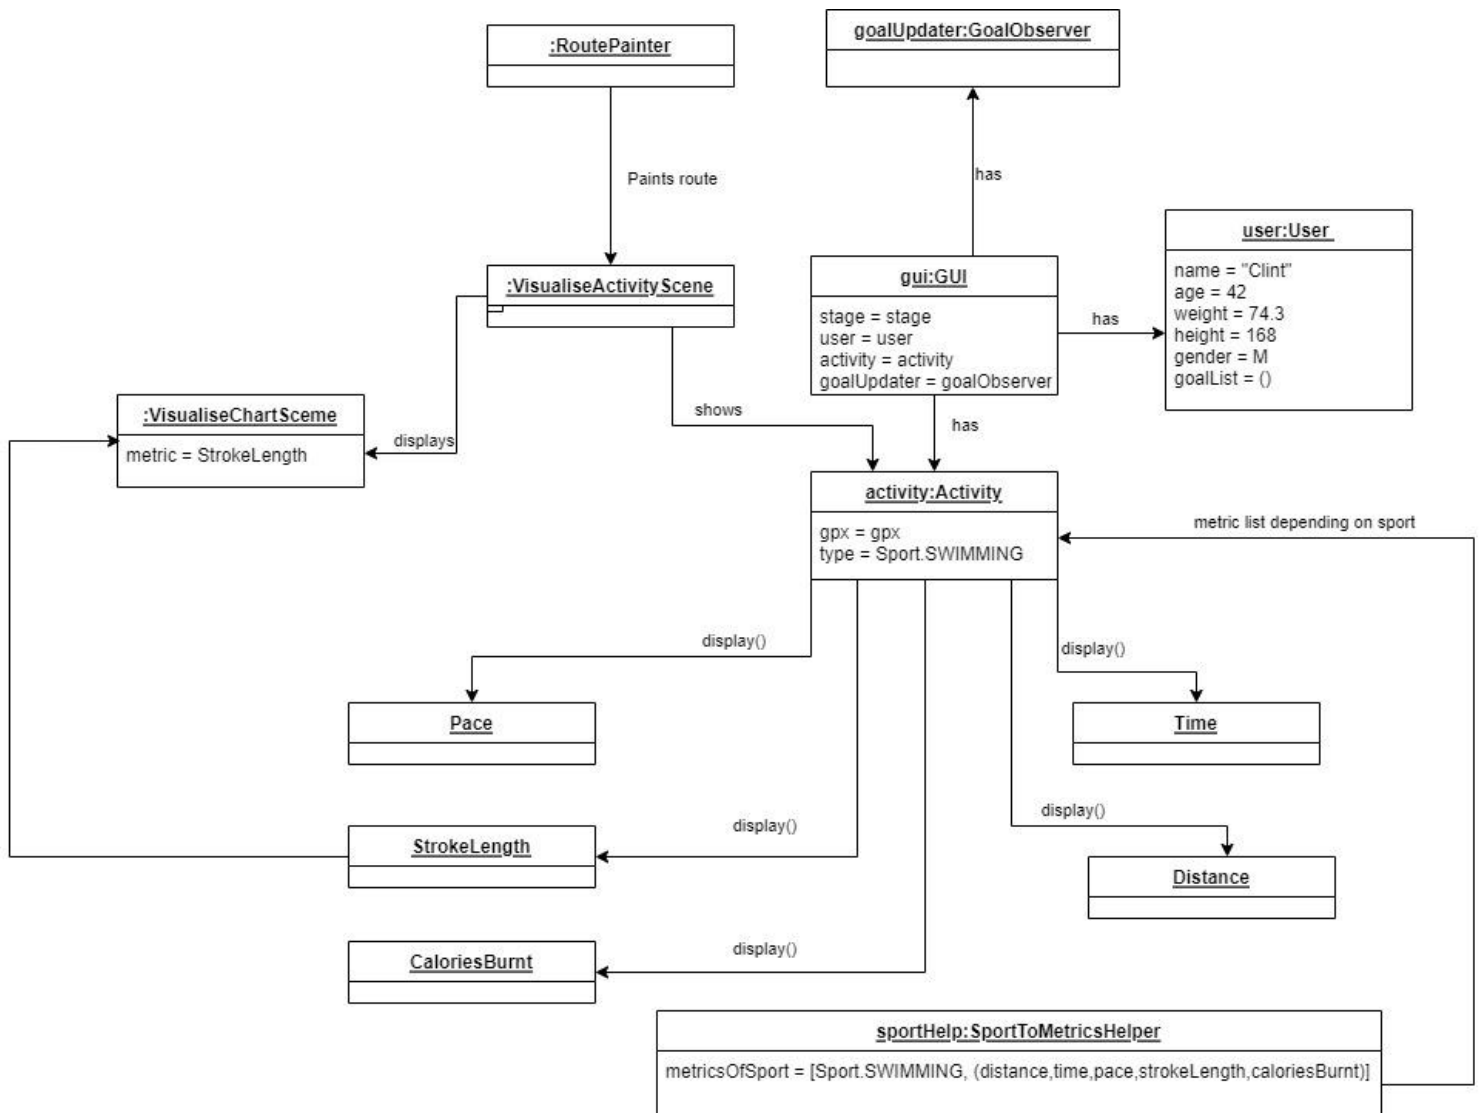 :RoutePainter
goalUpdater:GoalObserver
Paints route
has
user:User
name = "Clint"
age = 42
weight = 74.3
height = 168
gender = M
goalList = ()
:VisualiseActivityScene
gui:GUI
stage = stage
user = user
activity = activity
goalUpdater = goalObserver
has
:VisualiseChartSceme
metric = StrokeLength
displays
shows
has
activity:Activity
gpx = gpx
type = Sport.SWIMMING
metric list depending on sport
display()
display()
Pace
Time
display()
display()
StrokeLength
Distance
display()
CaloriesBurnt
sportHelp:SportToMetricsHelper
metricsOfSport = [Sport.SWIMMING, (distance,time,pace,strokeLength,caloriesBurnt)]